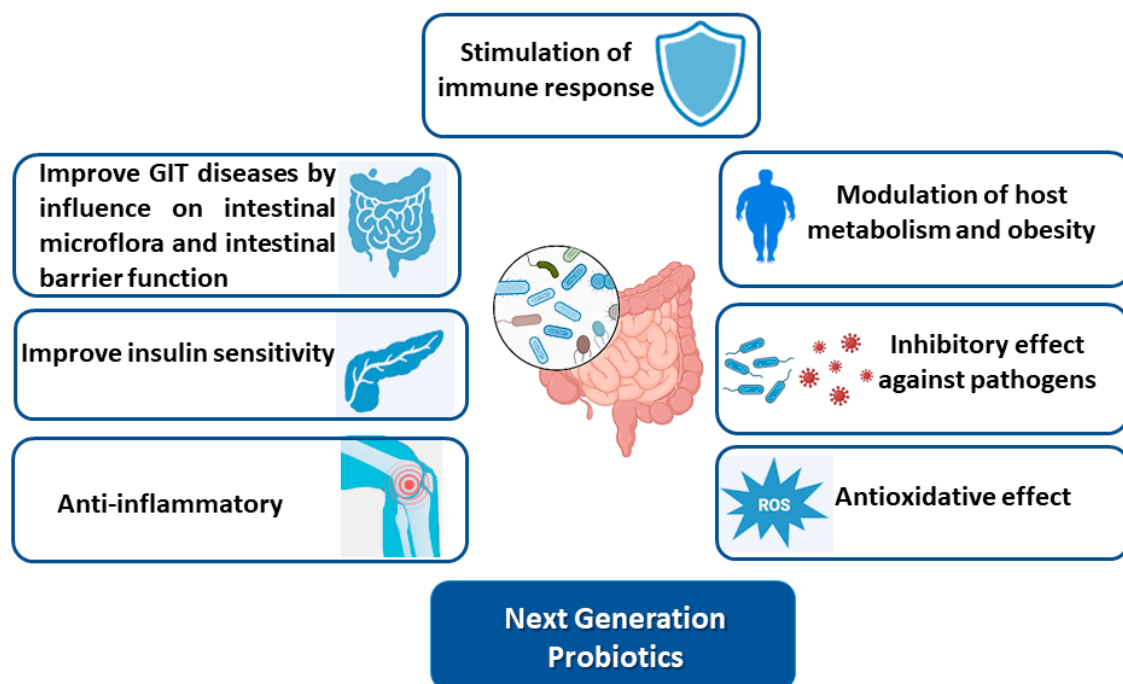 Stimulation of
immune response
Improve GIT diseases by
influence on intestinal
microflora and intestinal
barrier function
Modulation of host
metabolism and obesity
Improve insulin sensitivity
Inhibitory effect
against pathogens
Anti-inflammatory
ROS
Antioxidative effect
Next Generation
Probiotics